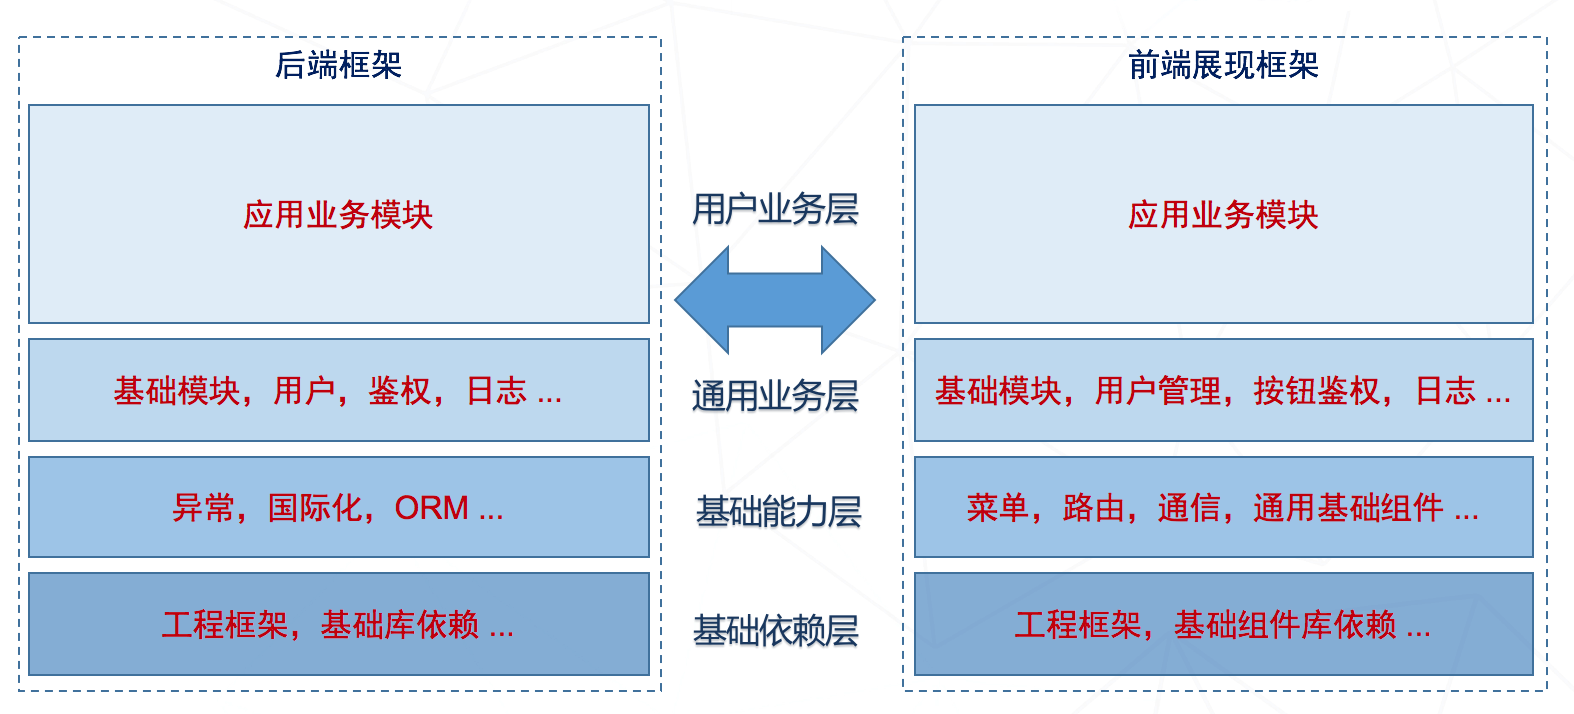 后端框架
应用业务模块
基础模块，用户，鉴权，日志 ...
异常，国际化，ORM ...
工程框架，基础库依赖 ...
用户业务层
通用业务层
基础能力层
基础依赖层
前端展现框架
应用业务模块
基础模块，用户管理，按钮鉴权，日志 ...
菜单，路由，通信，通用基础组件 ...
工程框架，基础组件库依赖 ...